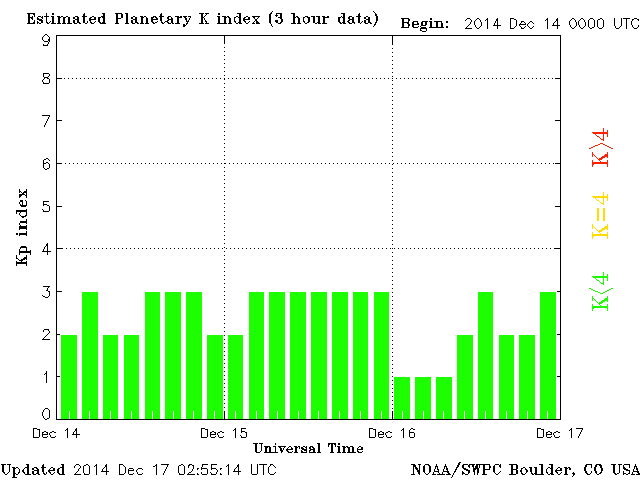 Estimated Planetary K index (3 hour data) Begin: 2014 Dec 14 0000 UTC
9
8
7
6
5
4
3
2
1
0
Kp index
K>4
K=4
K<4
Dec 14 Dec 15 Dec 16 Dec 17
Universal Time
Updated 2014 Dec 17 02:55:14 UTC NOAA/SWPC Boulder, CO USA